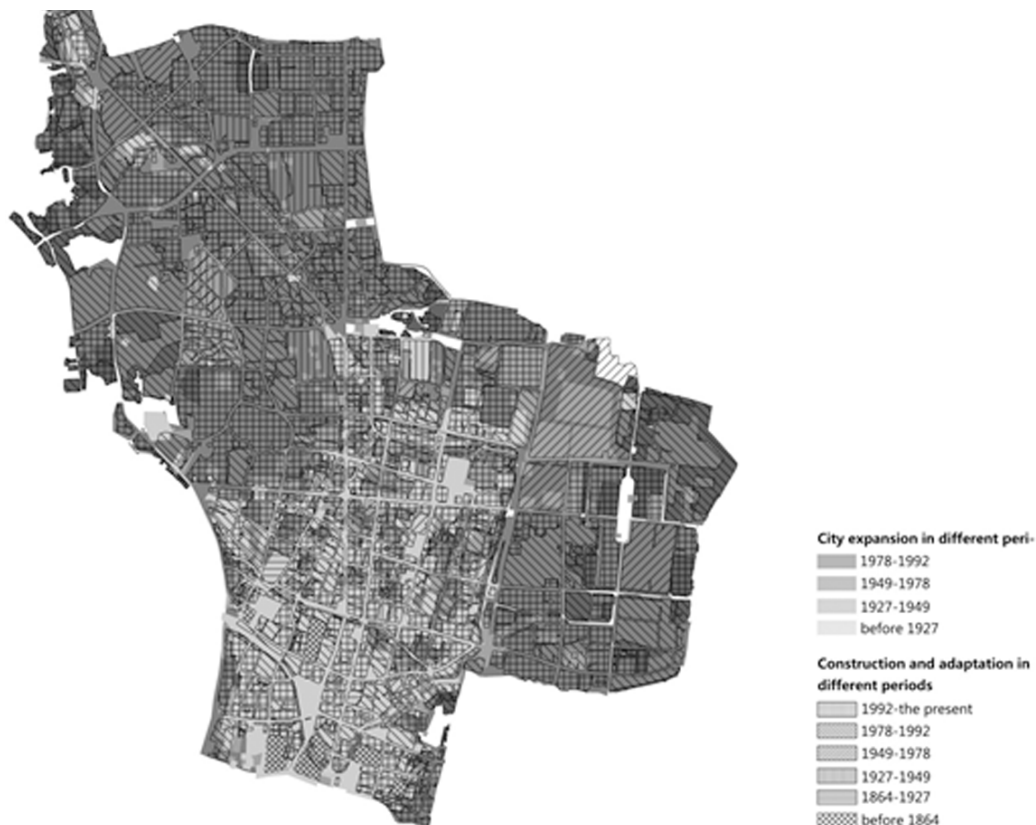 City expansion in different peri-
1978-1992
1949-1978
1927-1949
before 1927
Construction and adaptation in
different periods
1992-the present
1978-1992
1949-1978
1927-1949
1864-1927
before 1864